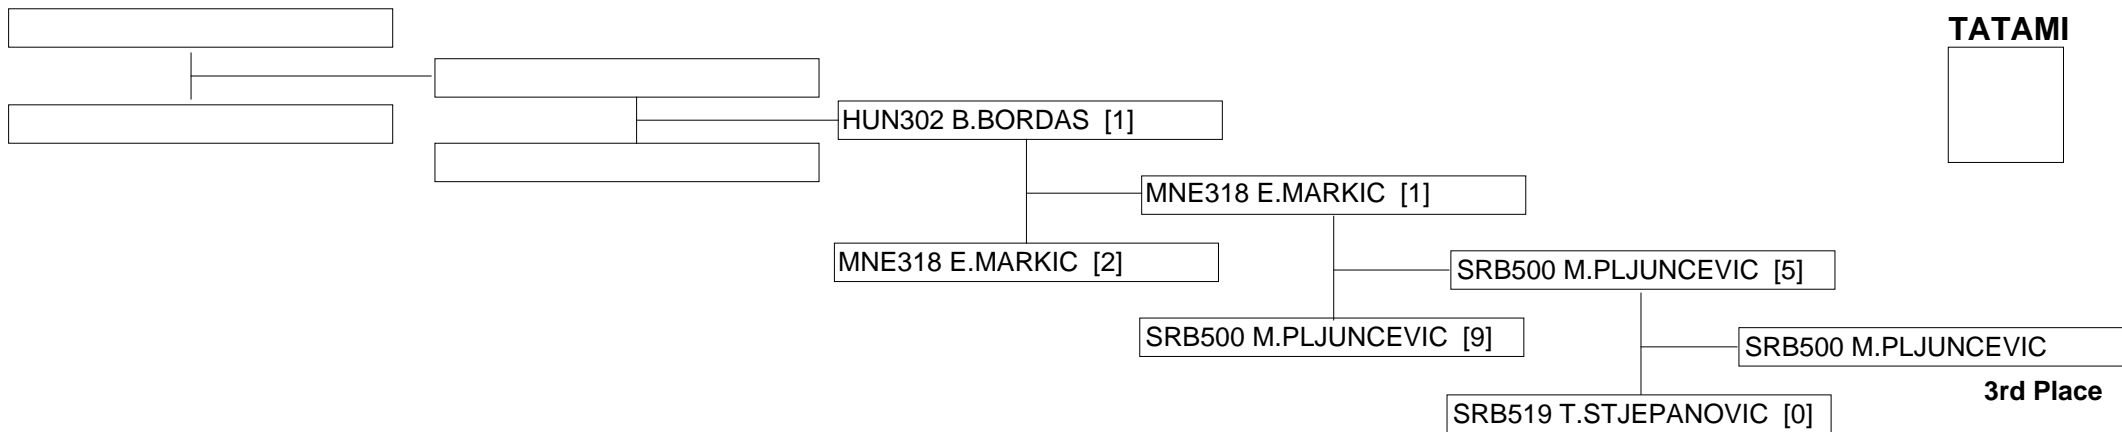 TATAMI
HUN302 B.BORDAS [1]
MNE318 E.MARKIC [1]
MNE318 E.MARKIC [2]
SRB500 M.PLJUNCEVIC [5]
SRB500 M.PLJUNCEVIC [9]
SRB500 M.PLJUNCEVIC
3rd Place
SRB519 T.STJEPANOVIC [0]